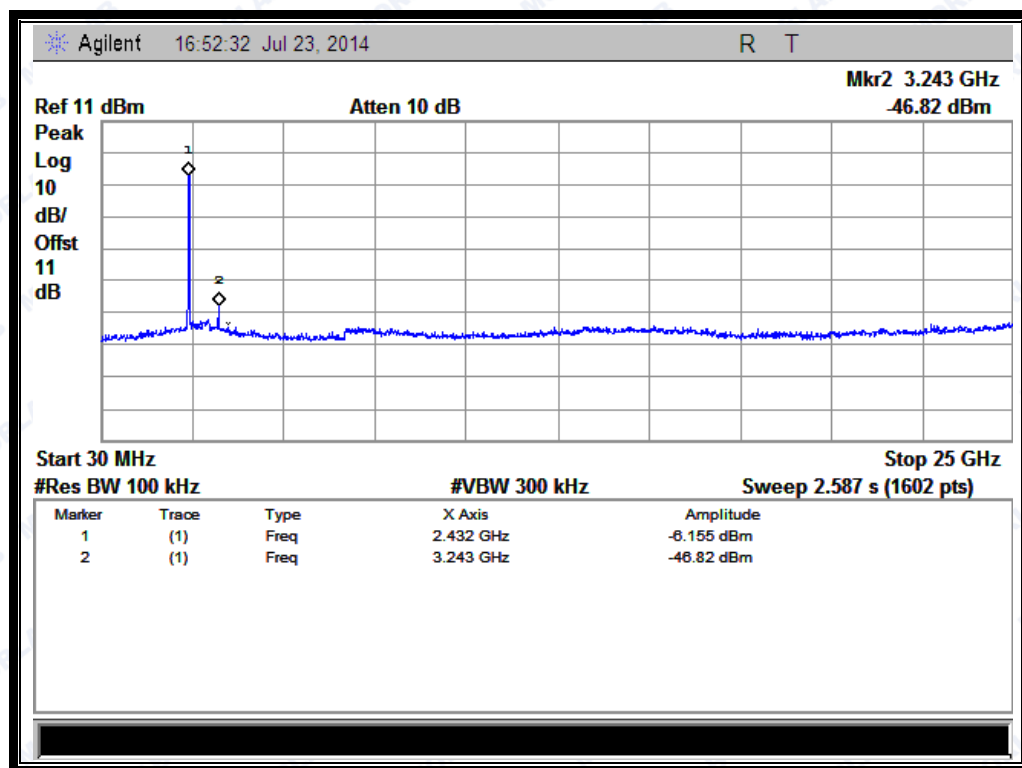 Agilent 16:52:32 Jul 23, 2014 R T
Mkr2 3.243 GHz
Ref 11 dBm Atten 10 dB -46.82 dBm
Peak
Log
10
dB/
Offst
11
dB
1
2
Start 30 MHz Stop 25 GHz
#Res BW 100 kHz #VBW 300 kHz Sweep 2.587 s (1602 pts)
Marker Trace Type X Axis Amplitude
1 (1) Freq 2.432 GHz -6.155 dBm
2 (1) Freq 3.243 GHz -46.82 dBm